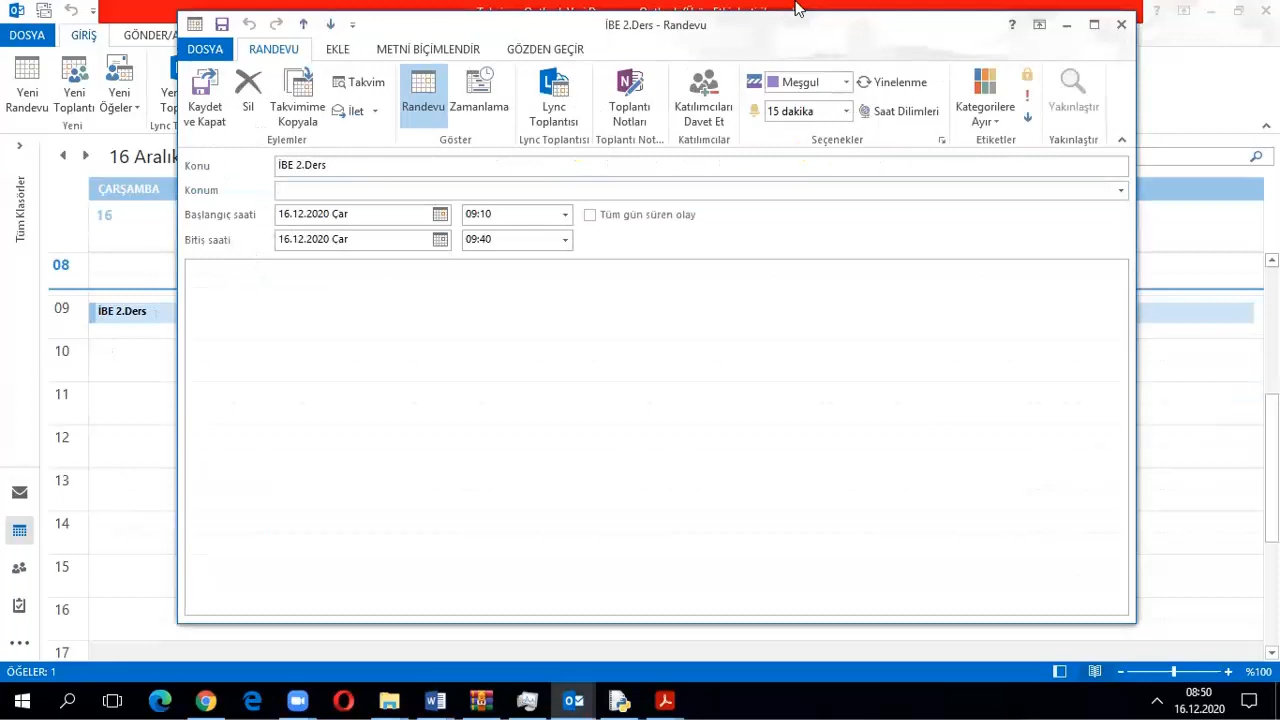 İBE 2.Ders - Randevu
DOSYA GİRİŞ GÖNDER/A
DOSYA RANDEVU EKLE METNİ BİÇİMLENDİR GÖZDEN GEÇİR
Yeni Randevu
Yeni Toplantı
Yeni Öğeler
Yeni
Kaydet ve Kapat
Sil
Takvimime Kopyala
Takvim
İlet
Eylemler
Randevu
Zamanlama
Göster
Lync Toplantısı
Lync Toplantısı
Toplantı Notları
Toplantı Not...
Katılımcıları Davet Et
Katılımcılar
Meşgul
15 dakika
Yinelenme
Saat Dilimleri
Seçenekler
Kategorilere Ayır
Etiketler
Yakınlaştır
Yakınlaştır
16 Aralık
Tüm Klasörler
ÇARŞAMBA
16
Konu İBE 2.Ders
Konum
Başlangıç saati 16.12.2020 Çar 09:10 Tüm gün süren olay
Bitiş saati 16.12.2020 Çar 09:40
08
09 İBE 2.Ders
10
11
12
13
14
15
16
17
ÖĞELER: 1
%100
08:50
16.12.2020